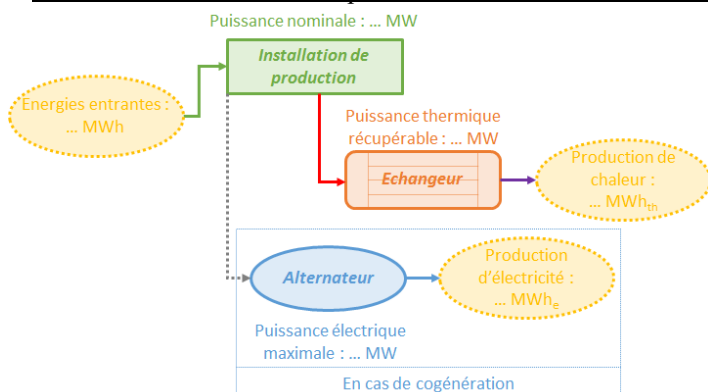 Puissance nominale : ... MW
Installation de
production
Energies entrantes :
... MWh
Puissance thermique
récupérable : ... MW
Echangeur
Production de
chaleur :
... MWhth
Alternateur
Production
d'électricité :
... MWhe
Puissance électrique
maximale : ... MW
En cas de cogénération